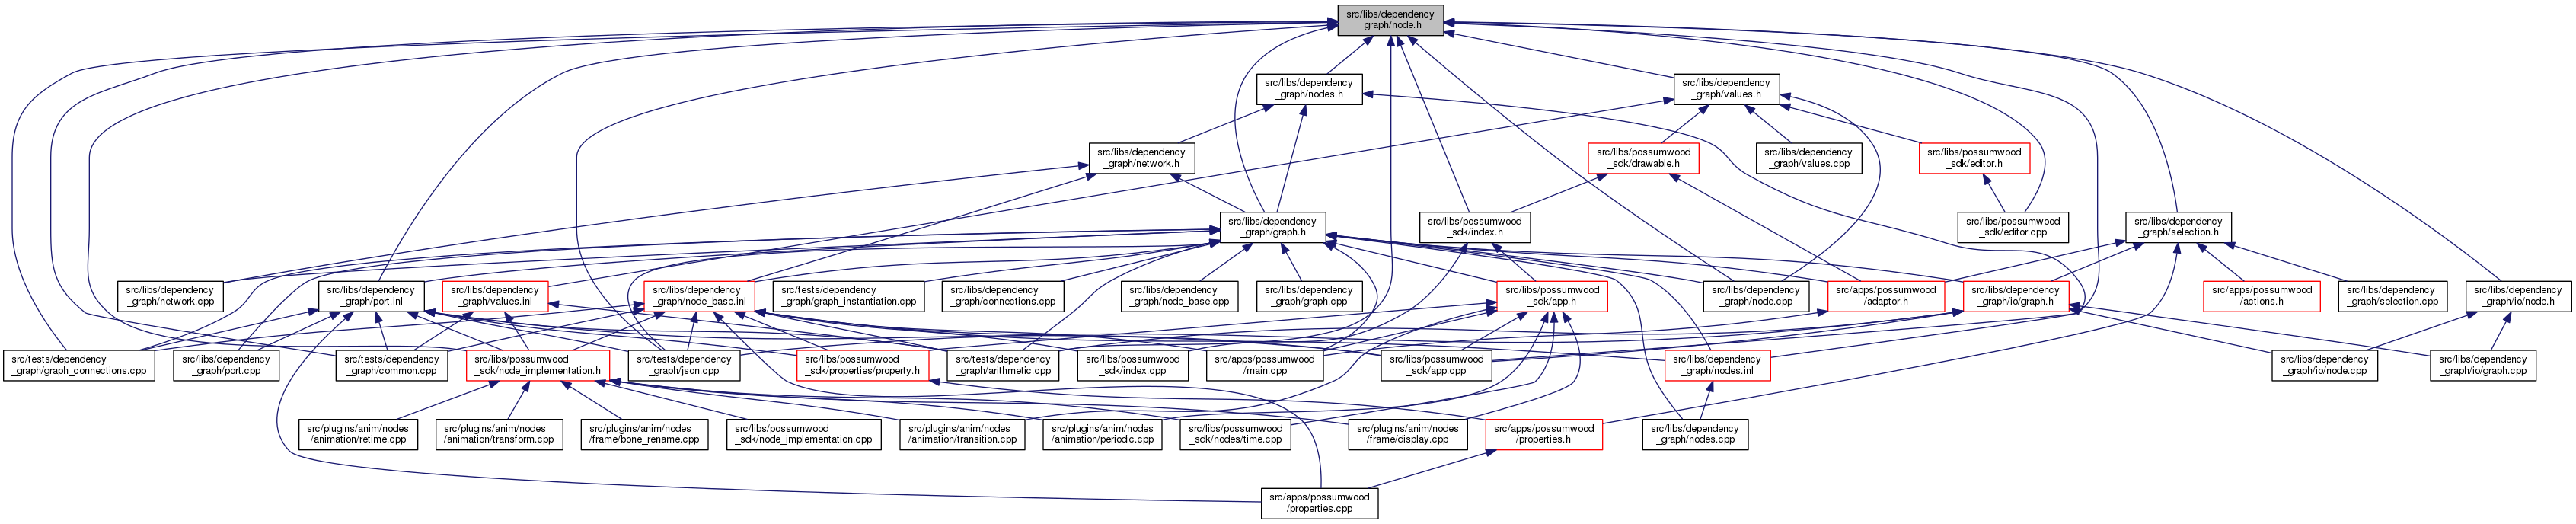 src/libs/dependency
_graph/node.h
src/libs/dependency
_graph/nodes.h
src/libs/dependency
_graph/values.h
src/libs/dependency
_graph/network.h
src/libs/possumwood
_sdk/drawable.h
src/libs/dependency
_graph/values.cpp
src/libs/possumwood
_sdk/editor.h
src/libs/dependency
_graph/graph.h
src/libs/possumwood
_sdk/index.h
src/libs/possumwood
_sdk/editor.cpp
src/libs/dependency
_graph/selection.h
src/libs/dependency
_graph/network.cpp
src/libs/dependency
_graph/port.inl
src/libs/dependency
_graph/values.inl
src/libs/dependency
_graph/node_base.inl
src/tests/dependency
_graph/graph_instantiation.cpp
src/libs/dependency
_graph/connections.cpp
src/libs/dependency
_graph/node_base.cpp
src/libs/dependency
_graph/graph.cpp
src/libs/possumwood
_sdk/app.h
src/libs/dependency
_graph/node.cpp
src/apps/possumwood
/adaptor.h
src/libs/dependency
_graph/io/graph.h
src/apps/possumwood
/actions.h
src/libs/dependency
_graph/selection.cpp
src/libs/dependency
_graph/io/node.h
src/tests/dependency
_graph/graph_connections.cpp
src/libs/dependency
_graph/port.cpp
src/tests/dependency
_graph/common.cpp
src/libs/possumwood
_sdk/node_implementation.h
src/tests/dependency
_graph/json.cpp
src/libs/possumwood
_sdk/properties/property.h
src/tests/dependency
_graph/arithmetic.cpp
src/libs/possumwood
_sdk/index.cpp
src/apps/possumwood
/main.cpp
src/libs/possumwood
_sdk/app.cpp
src/libs/dependency
_graph/nodes.inl
src/libs/dependency
_graph/io/node.cpp
src/libs/dependency
_graph/io/graph.cpp
src/plugins/anim/nodes
/animation/retime.cpp
src/plugins/anim/nodes
/animation/transform.cpp
src/plugins/anim/nodes
/frame/bone_rename.cpp
src/libs/possumwood
_sdk/node_implementation.cpp
src/plugins/anim/nodes
/animation/transition.cpp
src/plugins/anim/nodes
/animation/periodic.cpp
src/libs/possumwood
_sdk/nodes/time.cpp
src/plugins/anim/nodes
/frame/display.cpp
src/apps/possumwood
/properties.h
src/libs/dependency
_graph/nodes.cpp
src/apps/possumwood
/properties.cpp